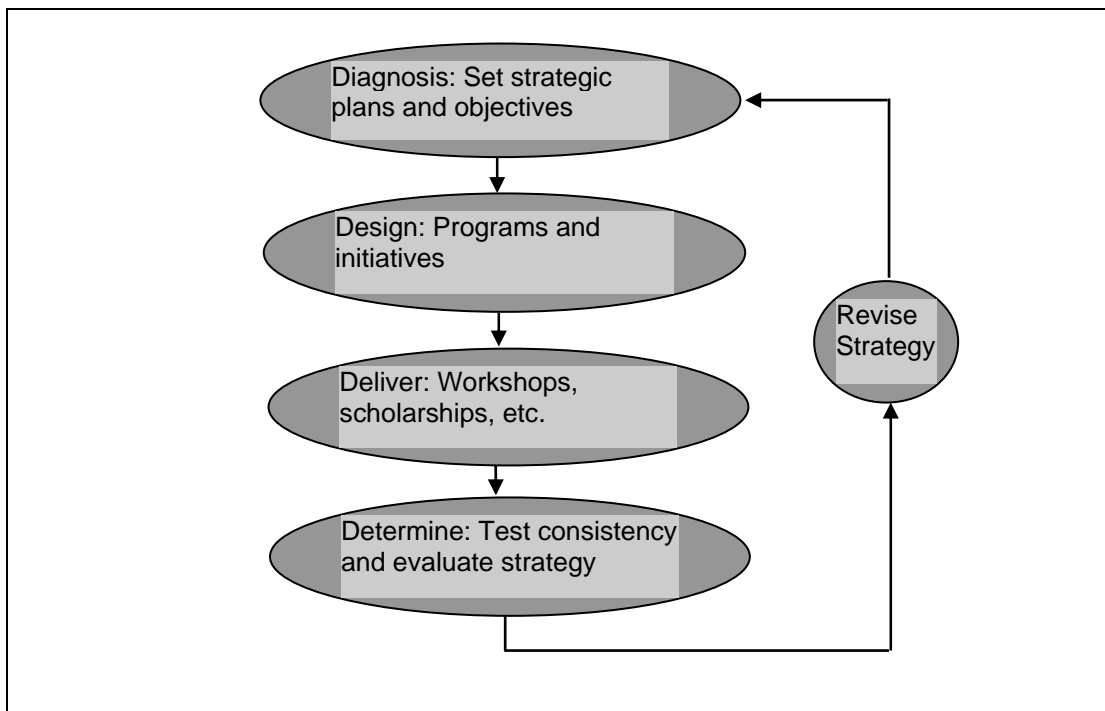 Diagnosis: Set strategic
plans and objectives
Design: Programs and
initiatives
Revise
Strategy
Deliver: Workshops,
scholarships, etc.
Determine: Test consistency
and evaluate strategy